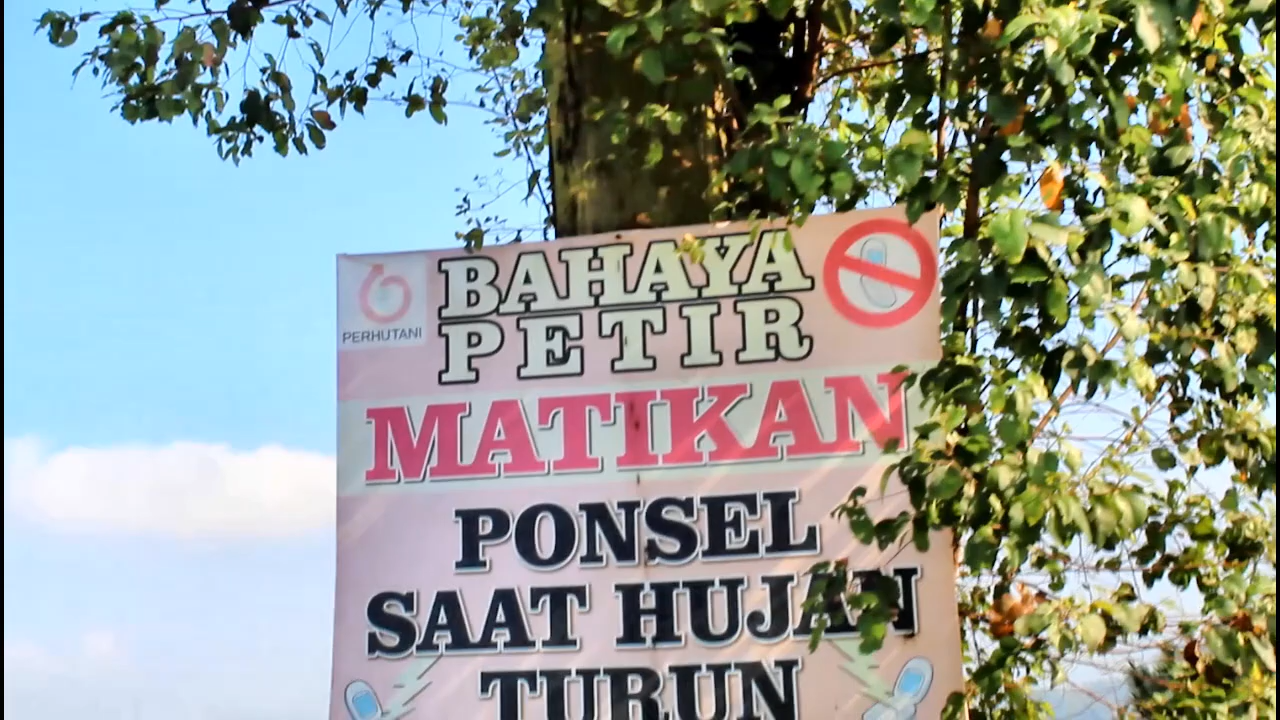 PERHUTANI
BAHAYA
PETIR
MATIKAN
PONSEL
SAAT HUJAN
TURUN